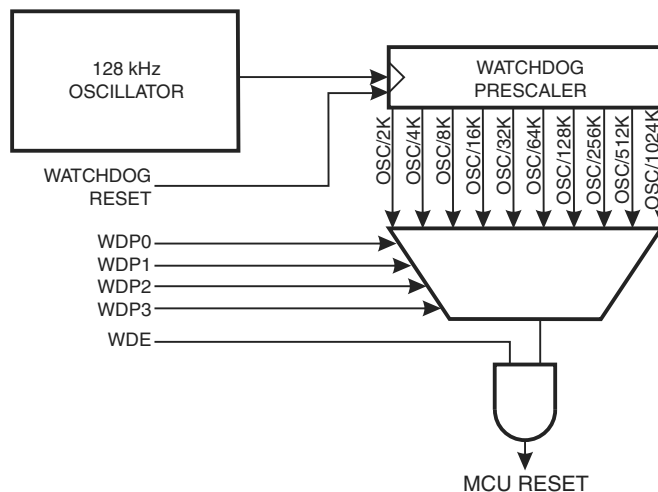 128 kHz
OSCILLATOR
WATCHDOG
PRESCALER
OSC/2K
OSC/4K
OSC/8K
OSC/16K
OSC/32K
OSC/64K
OSC/128K
OSC/256K
OSC/512K
OSC/1024K
WATCHDOG
RESET
WDP0
WDP1
WDP2
WDP3
WDE
MCU RESET